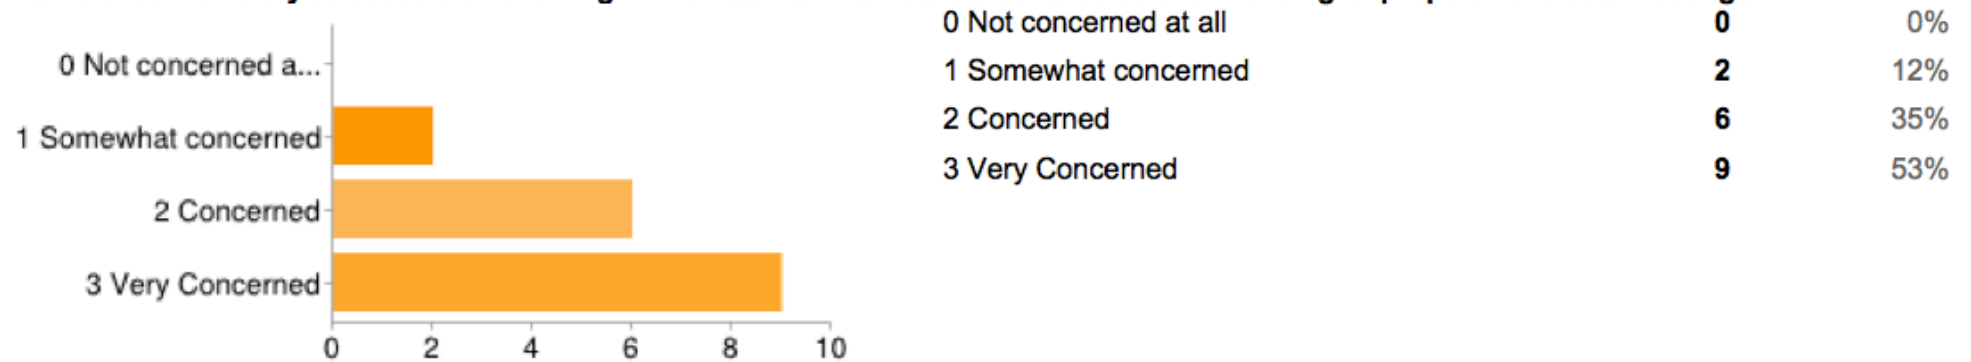 0 Not concerned a...
1 Somewhat concerned
2 Concerned
3 Very Concerned
0 2 4 6 8 10
0 Not concerned at all 0 0%
1 Somewhat concerned 2 12%
2 Concerned 6 35%
3 Very Concerned 9 53%